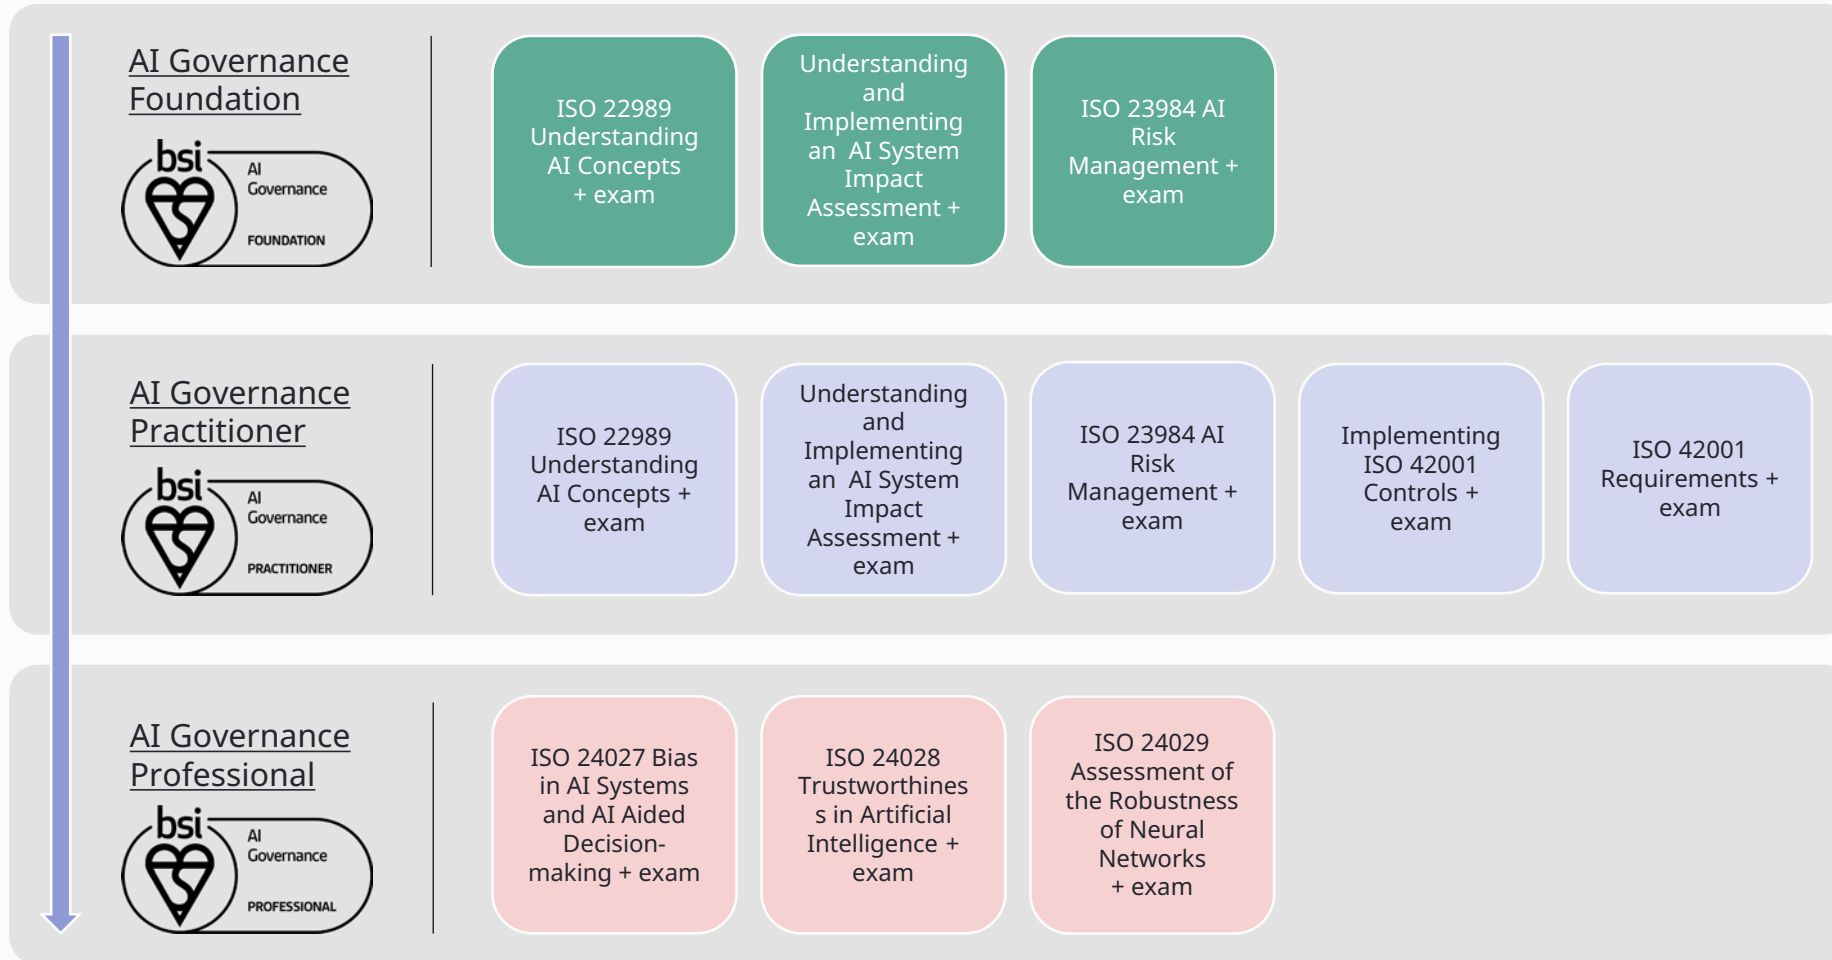 AI Governance
Foundation
bsi
AI
Governance
FOUNDATION
ISO 22989
Understanding
AI Concepts
+ exam
Understanding
and
Implementing
an  AI System
Impact
Assessment +
exam
ISO 23984 AI
Risk
Management +
exam
AI Governance
Practitioner
bsi
AI
Governance
PRACTITIONER
ISO 22989
Understanding
AI Concepts +
exam
Understanding
and
Implementing
an  AI System
Impact
Assessment +
exam
ISO 23984 AI
Risk
Management +
exam
Implementing
ISO 42001
Controls +
exam
ISO 42001
Requirements +
exam
AI Governance
Professional
bsi
AI
Governance
PROFESSIONAL
ISO 24027 Bias
in AI Systems
and AI Aided
Decision-
making + exam
ISO 24028
Trustworthines
s in Artificial
Intelligence +
exam
ISO 24029
Assessment of
the Robustness
of Neural
Networks
+ exam